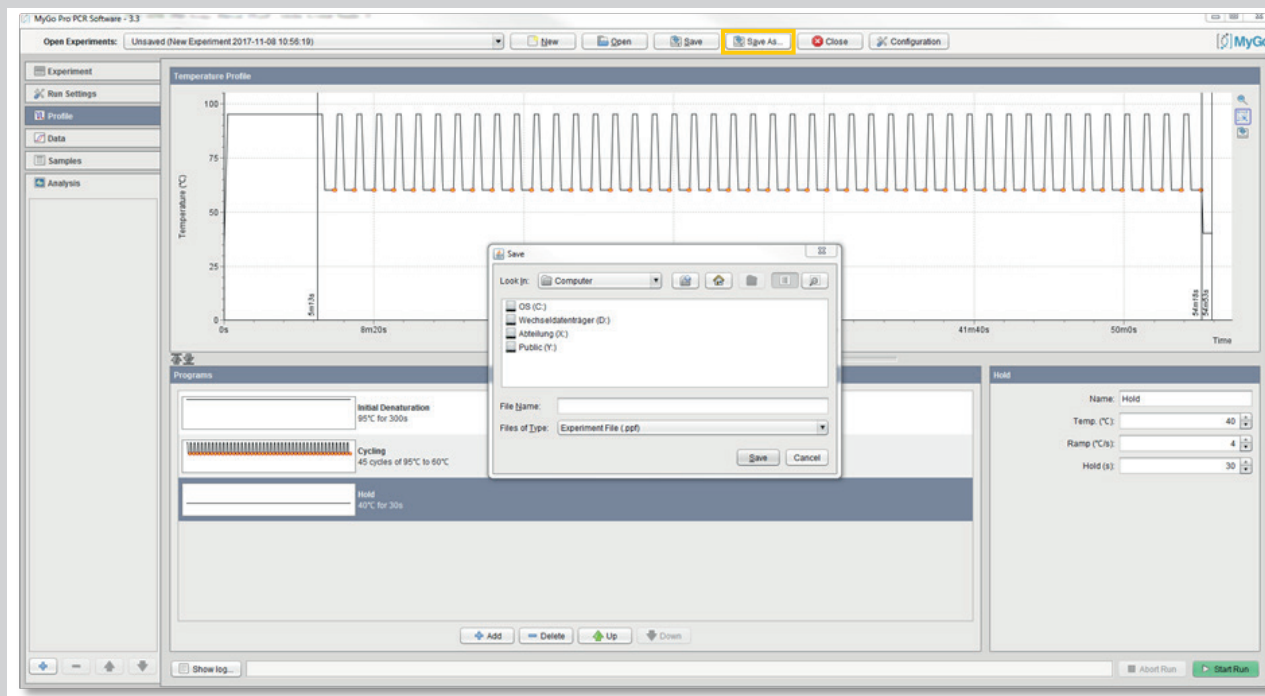 MyGo Pro PCR Software - 3.3
Open Experiments: Unsaved (New Experiment 2017-11-08 10:56:19) New Open Save Save As... Close Configuration MyGo
Experiment
Run Settings
Profile
Data
Samples
Analysis
Temperature Profile
Temperature (°C)
100
75
50
25
0
5m13s
54m18s
54m53s
0s 8m20s 41m40s 50m0s
Time
Save
Look in: Computer
OS (C:)
Wechseldatenträger (D:)
Abteilung (X:)
Public (Y:)
File Name:
Files of Type: Experiment File (.ppf)
Save Cancel
Programs
Initial Denaturation
95°C for 300s
Cycling
45 cycles of 95°C to 60°C
Hold
40°C for 30s
Hold
Name: Hold
Temp. (°C): 40
Ramp (°C/s): 4
Hold (s): 30
Add Delete Up Down
Show log... Abort Run Start Run